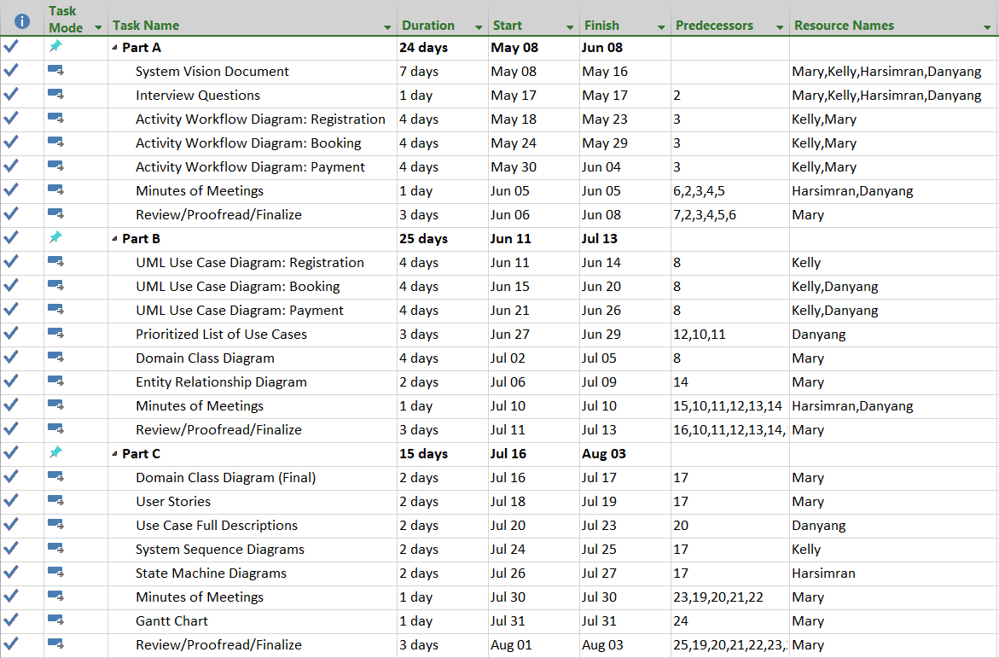 Task Mode Task Name Duration Start Finish Predecessors Resource Names
Part A 24 days May 08 Jun 08
System Vision Document 7 days May 08 May 16 Mary,Kelly,Harsimran,Danyang
Interview Questions 1 day May 17 May 17 2 Mary,Kelly,Harsimran,Danyang
Activity Workflow Diagram: Registration 4 days May 18 May 23 3 Kelly,Mary
Activity Workflow Diagram: Booking 4 days May 24 May 29 3 Kelly,Mary
Activity Workflow Diagram: Payment 4 days May 30 Jun 04 3 Kelly,Mary
Minutes of Meetings 1 day Jun 05 Jun 05 6,2,3,4,5 Harsimran,Danyang
Review/Proofread/Finalize 3 days Jun 06 Jun 08 7,2,3,4,5,6 Mary
Part B 25 days Jun 11 Jul 13
UML Use Case Diagram: Registration 4 days Jun 11 Jun 14 8 Kelly
UML Use Case Diagram: Booking 4 days Jun 15 Jun 20 8 Kelly,Danyang
UML Use Case Diagram: Payment 4 days Jun 21 Jun 26 8 Kelly,Danyang
Prioritized List of Use Cases 3 days Jun 27 Jun 29 12,10,11 Danyang
Domain Class Diagram 4 days Jul 02 Jul 05 8 Mary
Entity Relationship Diagram 2 days Jul 06 Jul 09 14 Mary
Minutes of Meetings 1 day Jul 10 Jul 10 15,10,11,12,13,14 Harsimran,Danyang
Review/Proofread/Finalize 3 days Jul 11 Jul 13 16,10,11,12,13,14, Mary
Part C 15 days Jul 16 Aug 03
Domain Class Diagram (Final) 2 days Jul 16 Jul 17 17 Mary
User Stories 2 days Jul 18 Jul 19 17 Mary
Use Case Full Descriptions 2 days Jul 20 Jul 23 20 Danyang
System Sequence Diagrams 2 days Jul 24 Jul 25 17 Kelly
State Machine Diagrams 2 days Jul 26 Jul 27 17 Harsimran
Minutes of Meetings 1 day Jul 30 Jul 30 23,19,20,21,22 Mary
Gantt Chart 1 day Jul 31 Jul 31 24 Mary
Review/Proofread/Finalize 3 days Aug 01 Aug 03 25,19,20,21,22,23, Mary